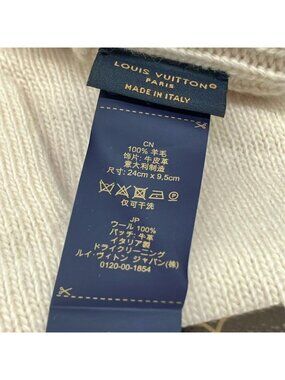 LOUIS VUITTON®
PARIS
MADE IN ITALY
CN
100% 羊毛
饰片: 牛皮革
意大利制造
尺寸: 24cm x 9,5cm
仅可干洗
JP
ウール 100%
パッチ: 牛革
イタリア製
ドライクリーニング
ルイ・ヴィトン ジャパン(株)
0120-00-1854